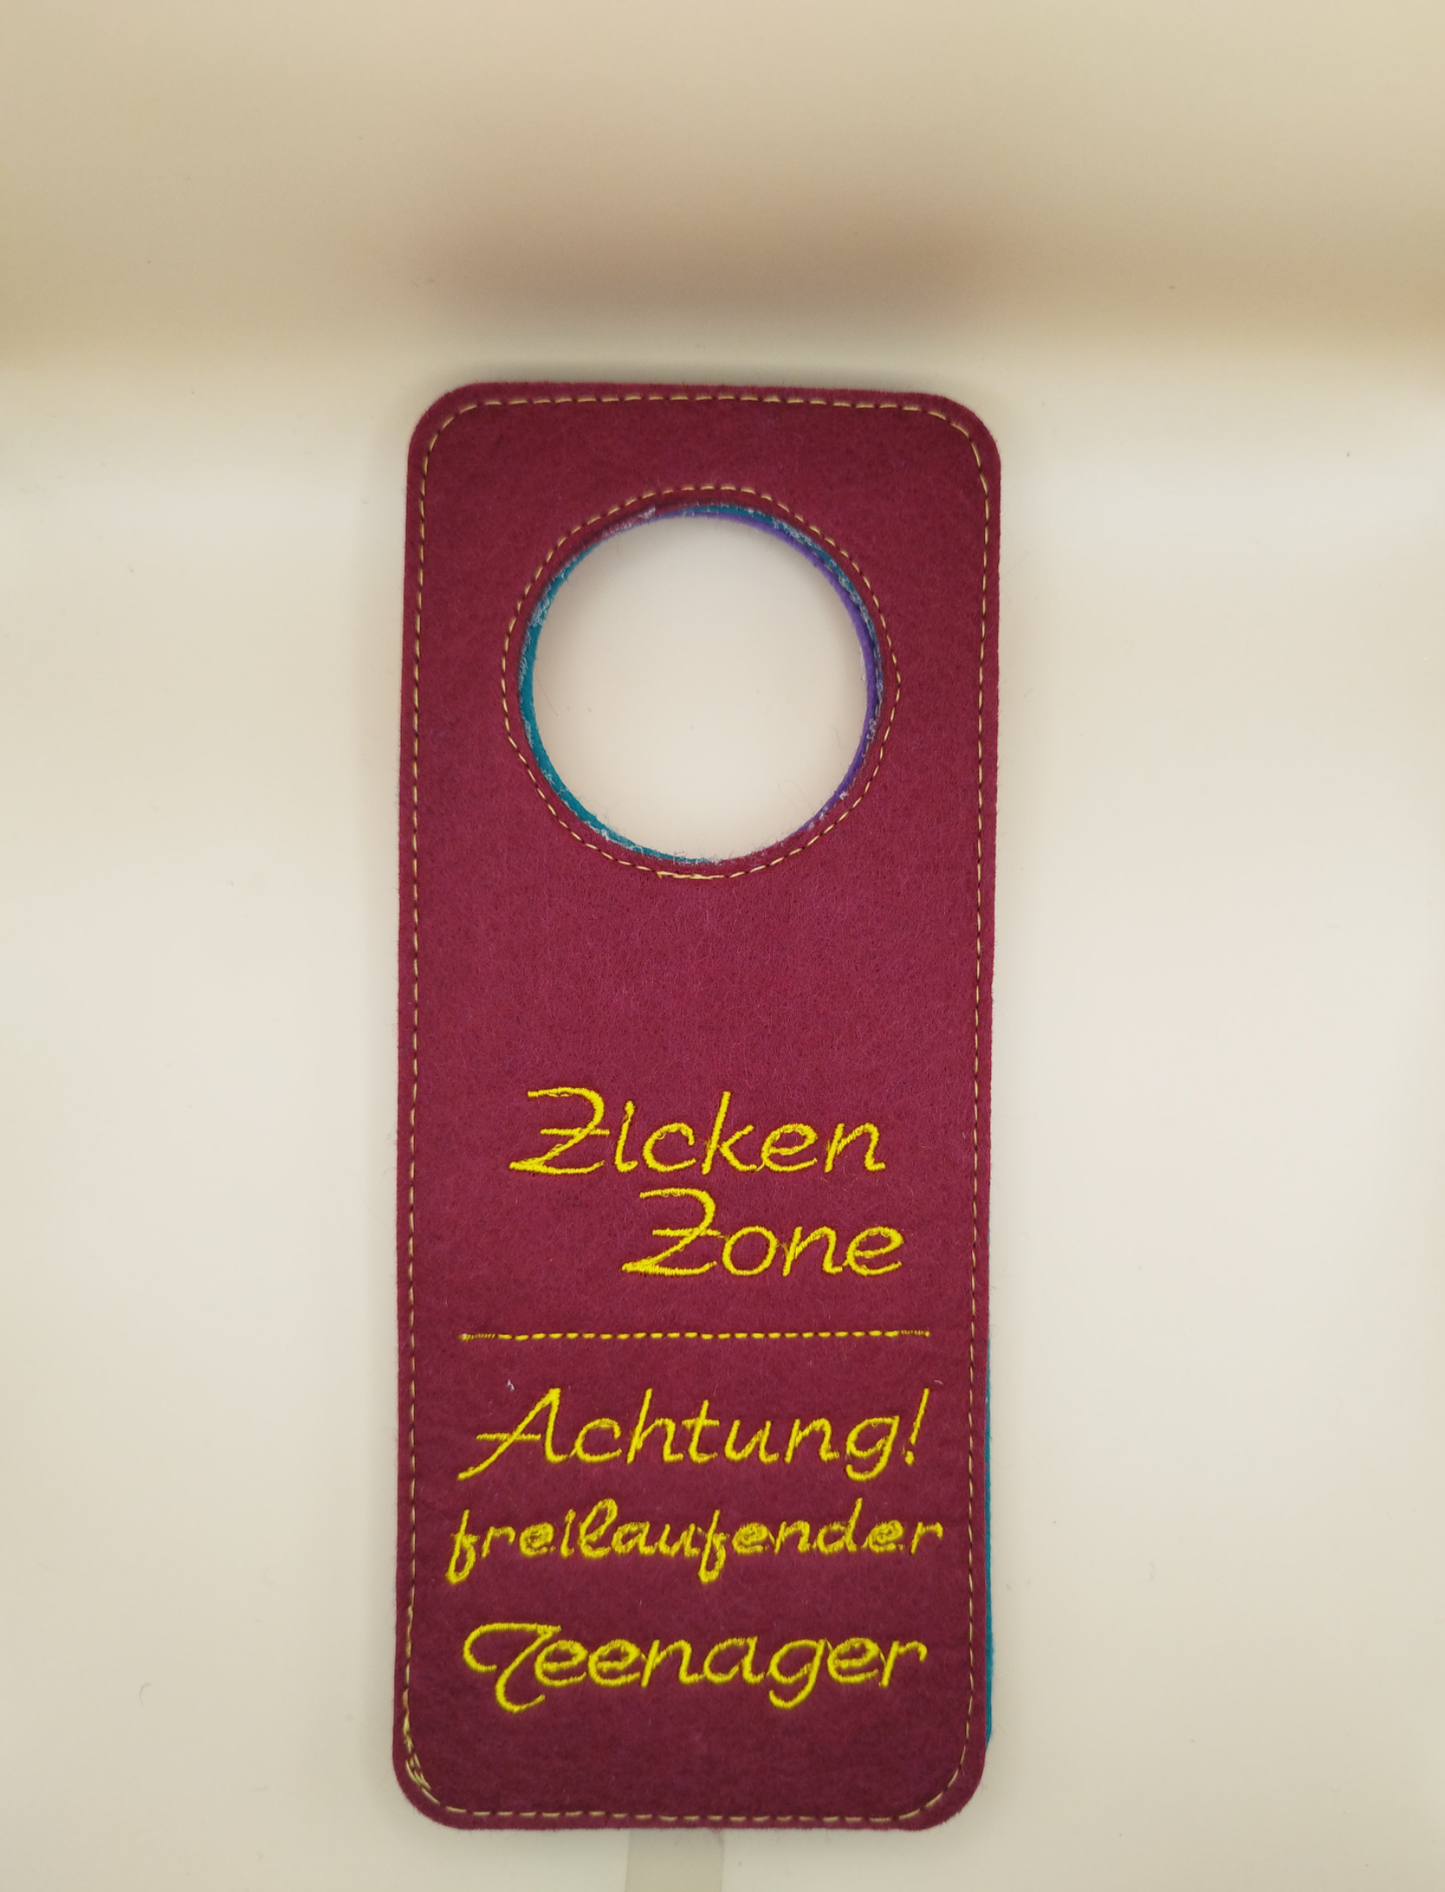 Zicken
Zone
Achtung!
freilaufender
Teenager